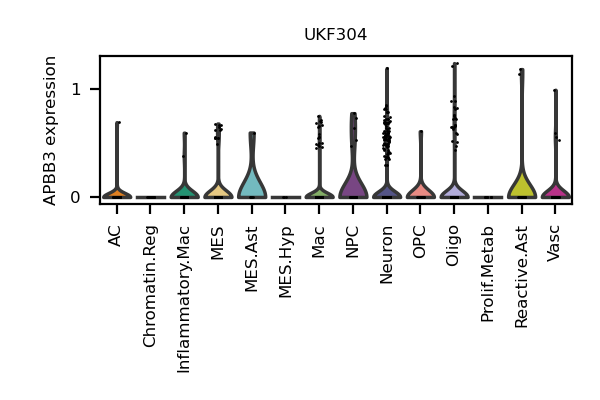 UKF304
APBB3 expression
1
0
AC
Chromatin.Reg
Inflammatory.Mac
MES
MES.Ast
MES.Hyp
Mac
NPC
Neuron
OPC
Oligo
Prolif.Metab
Reactive.Ast
Vasc